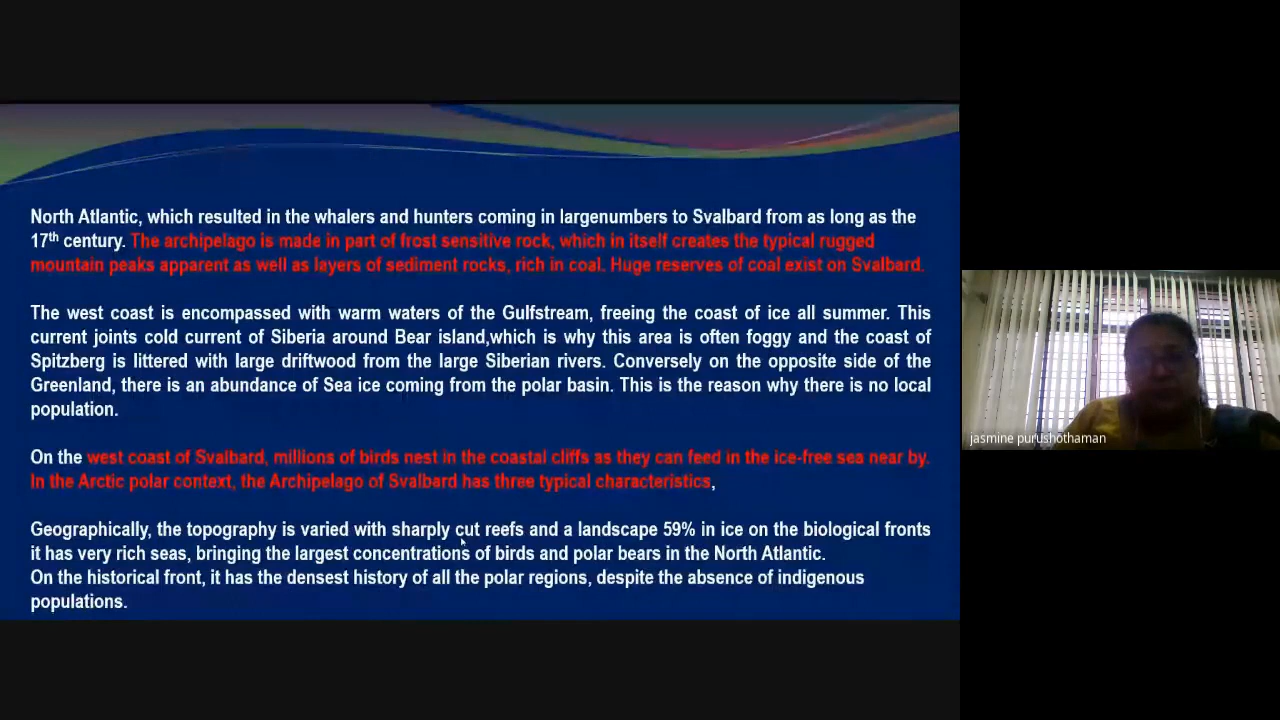 North Atlantic, which resulted in the whalers and hunters coming in largenumbers to Svalbard from as long as the
17th century. The archipelago is made in part of frost sensitive rock, which in itself creates the typical rugged
mountain peaks apparent as well as layers of sediment rocks, rich in coal. Huge reserves of coal exist on Svalbard.
The west coast is encompassed with warm waters of the Gulfstream, freeing the coast of ice all summer. This
current joints cold current of Siberia around Bear island,which is why this area is often foggy and the coast of
Spitzberg is littered with large driftwood from the large Siberian rivers. Conversely on the opposite side of the
Greenland, there is an abundance of Sea ice coming from the polar basin. This is the reason why there is no local
population.
On the west coast of Svalbard, millions of birds nest in the coastal cliffs as they can feed in the ice-free sea near by.
In the Arctic polar context, the Archipelago of Svalbard has three typical characteristics,
Geographically, the topography is varied with sharply cut reefs and a landscape 59% in ice on the biological fronts
it has very rich seas, bringing the largest concentrations of birds and polar bears in the North Atlantic.
On the historical front, it has the densest history of all the polar regions, despite the absence of indigenous
populations.
jasmine purushothaman